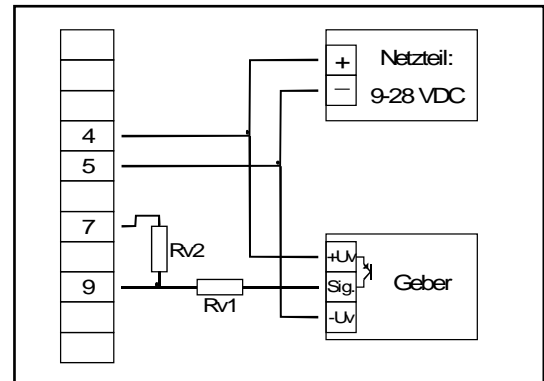 +
Netzteil:
−
9-28 VDC
4
5
7
Rv2
+Uv
9
Rv1
Sig.
Geber
-Uv